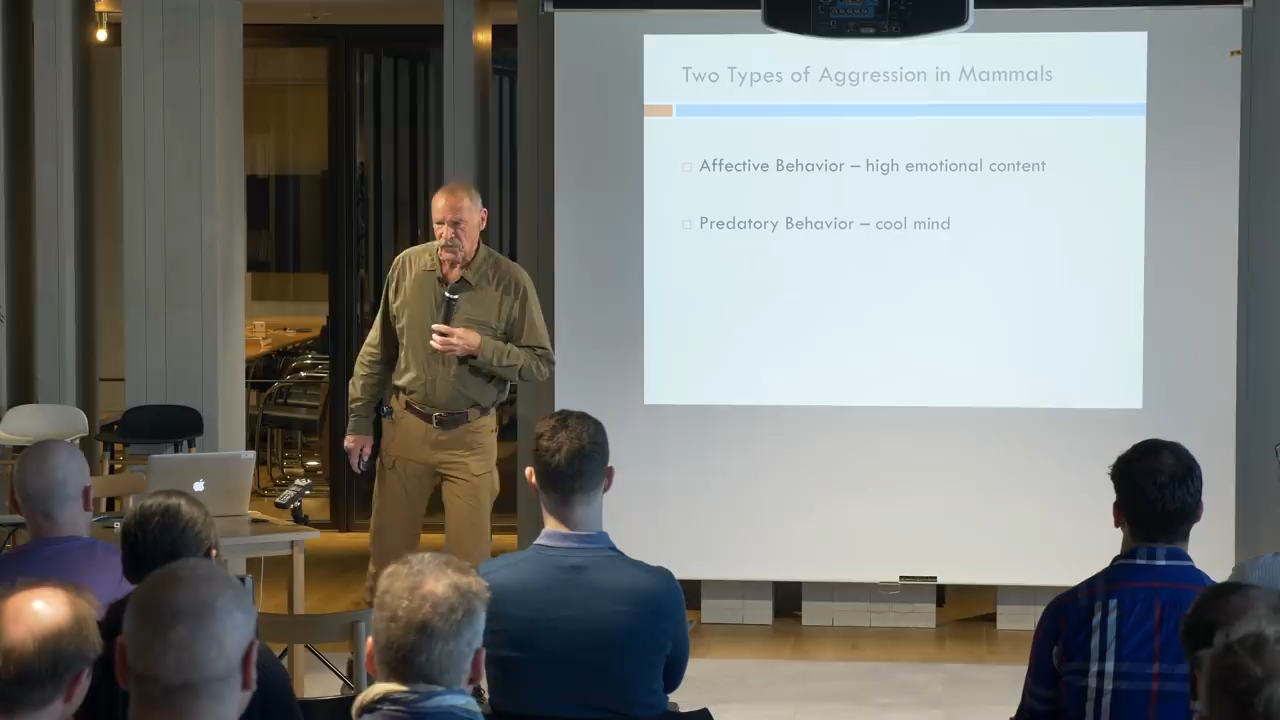 Two Types of Aggression in Mammals
Affective Behavior – high emotional content
Predatory Behavior – cool mind